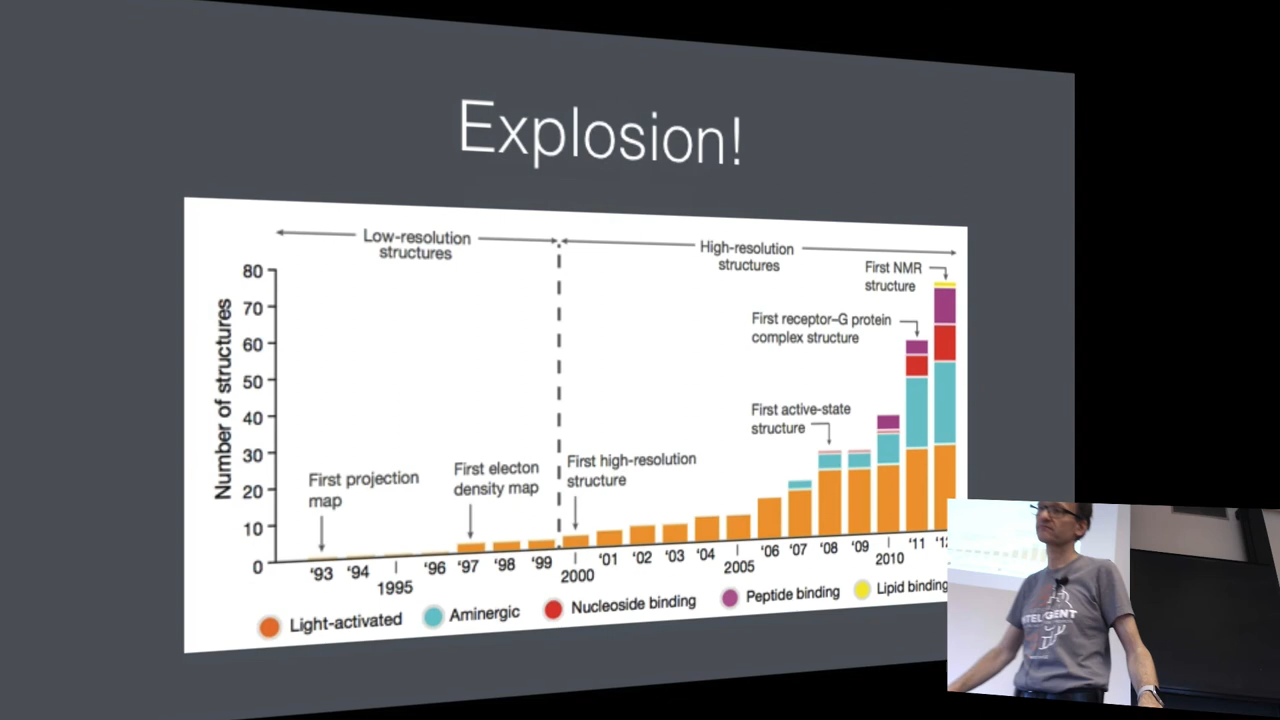 Explosion!
Low-resolution
structures
High-resolution
structures
First NMR
structure
First receptor–G protein
complex structure
First active-state
structure
First projection
map
First electon
density map
First high-resolution
structure
Number of structures
80
70
60
50
40
30
20
10
0
'93 '94 1995 '96 '97 '98 '99 2000 '01 '02 '03 '04 2005 '06 '07 '08 '09 2010 '11
Light-activated Aminergic Nucleoside binding Peptide binding Lipid binding